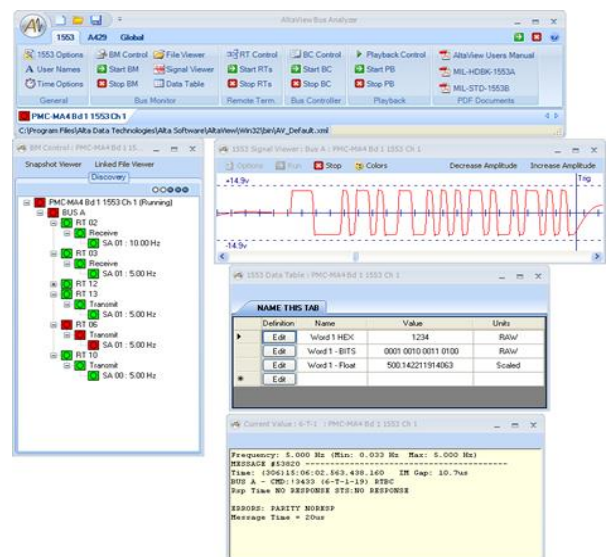 AltaView Bus Analyzer
1553 A429 Global
1553 Options BM Control File Viewer RT Control BC Control Playback Control AltaView Users Manual
User Names Start BM Signal Viewer Start RTs Start BC Start PB MIL-HDBK-1553A
Time Options Stop BM Data Table Stop RTs Stop BC Stop PB MIL-STD-1553B
General Bus Monitor Remote Term. Bus Controller Playback PDF Documents
PMC-MA4 Bd 1 1553 Ch 1
C:\Program Files\Alta Data Technologies\Alta Software\AltaView\Win32\bin\AV_Default.xml
BM Control : PMC-MA4 Bd 1 15...
Snapshot Viewer Linked File Viewer
Discovery
PMC-MA4 Bd 1 1553 Ch 1 (Running)
BUS A
RT 02
Receive
SA 01 : 10.00 Hz
RT 03
Receive
SA 01 : 5.00 Hz
RT 12
RT 13
Transmit
SA 01 : 5.00 Hz
RT 06
Transmit
SA 01 : 5.00 Hz
RT 10
Transmit
SA 00 : 5.00 Hz
1553 Signal Viewer : Bus A : PMC-MA4 Bd 1 1553 Ch 1
Options Run Stop Colors Decrease Amplitude Increase Amplitude
+14.9v Trig
-14.9v
1553 Data Table : PMC-MA4 Bd 1 1553 Ch 1
NAME THIS TAB
Definition Name Value Units
Edit Word 1 HEX 1234 RAW
Edit Word 1 - BITS 0001 0010 0011 0100 RAW
Edit Word 1 - Float 500.142211914063 Scaled
Edit
Current Value : 6-T-1 : PMC-MA4 Bd 1 1553 Ch 1
Frequency: 5.000 Hz (Min: 0.033 Hz Max: 5.000 Hz)
MESSAGE #53820 ----------------------------------------
Time: (306)15:06:02.563.438.160 IM Gap: 10.7us
BUS A - CMD:!3433 (6-T-1-19) RTBC
Rsp Time NO RESPONSE STS:NO RESPONSE
ERRORS: PARITY NORESP
Message Time = 20us